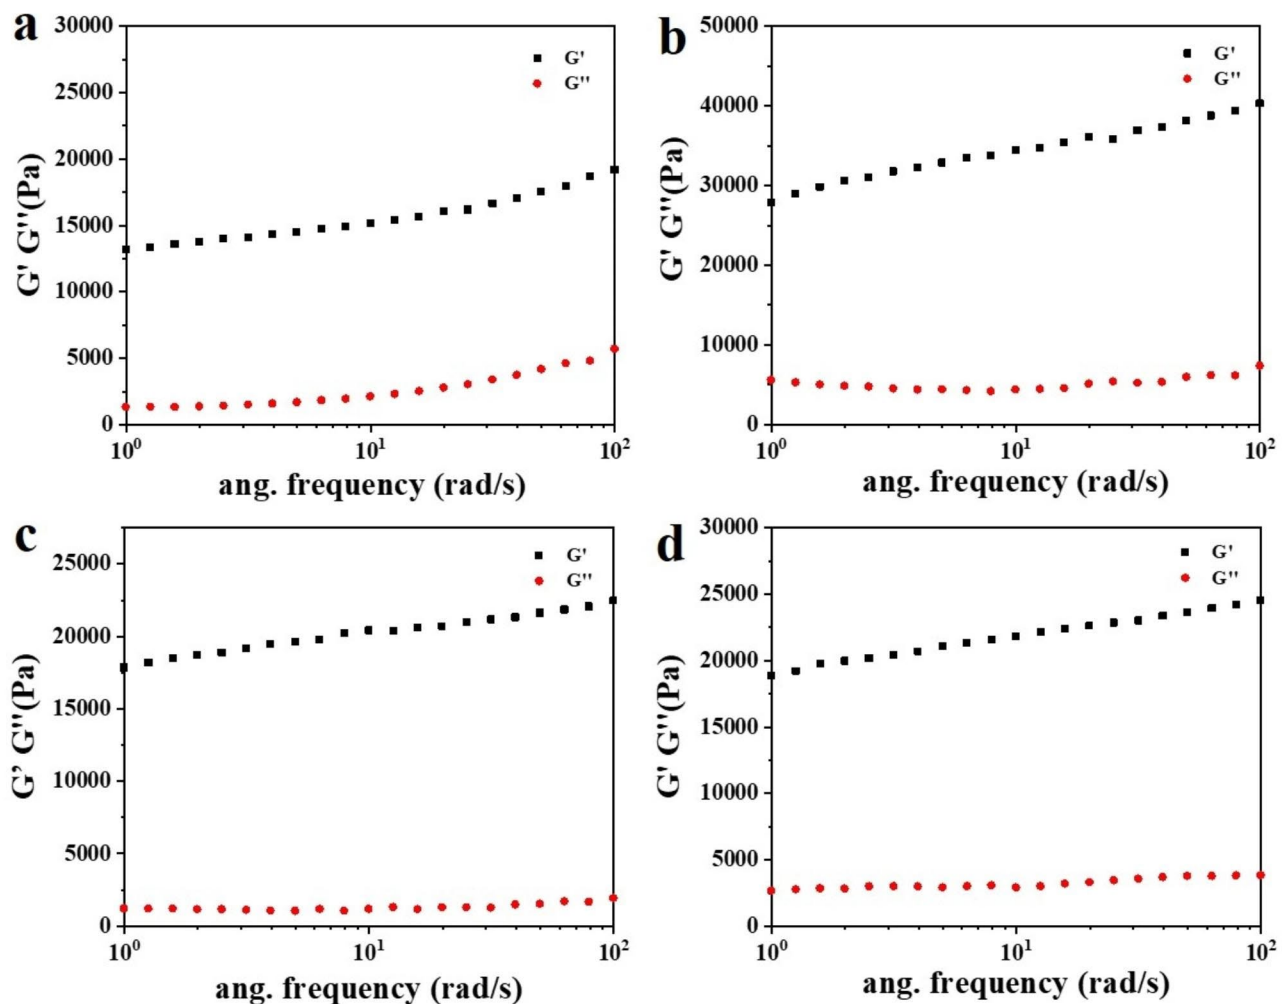 a
30000
25000
20000
15000
10000
5000
0
G' G''(Pa)
G'
G''
10⁰
10¹
10²
ang. frequency (rad/s)
b
50000
40000
30000
20000
10000
0
G' G''(Pa)
G'
G''
10⁰
10¹
10²
ang. frequency (rad/s)
c
25000
20000
15000
10000
5000
0
G’ G''(Pa)
G'
G''
10⁰
10¹
10²
ang. frequency (rad/s)
d
30000
25000
20000
15000
10000
5000
0
G' G''(Pa)
G'
G''
10⁰
10¹
10²
ang. frequency (rad/s)